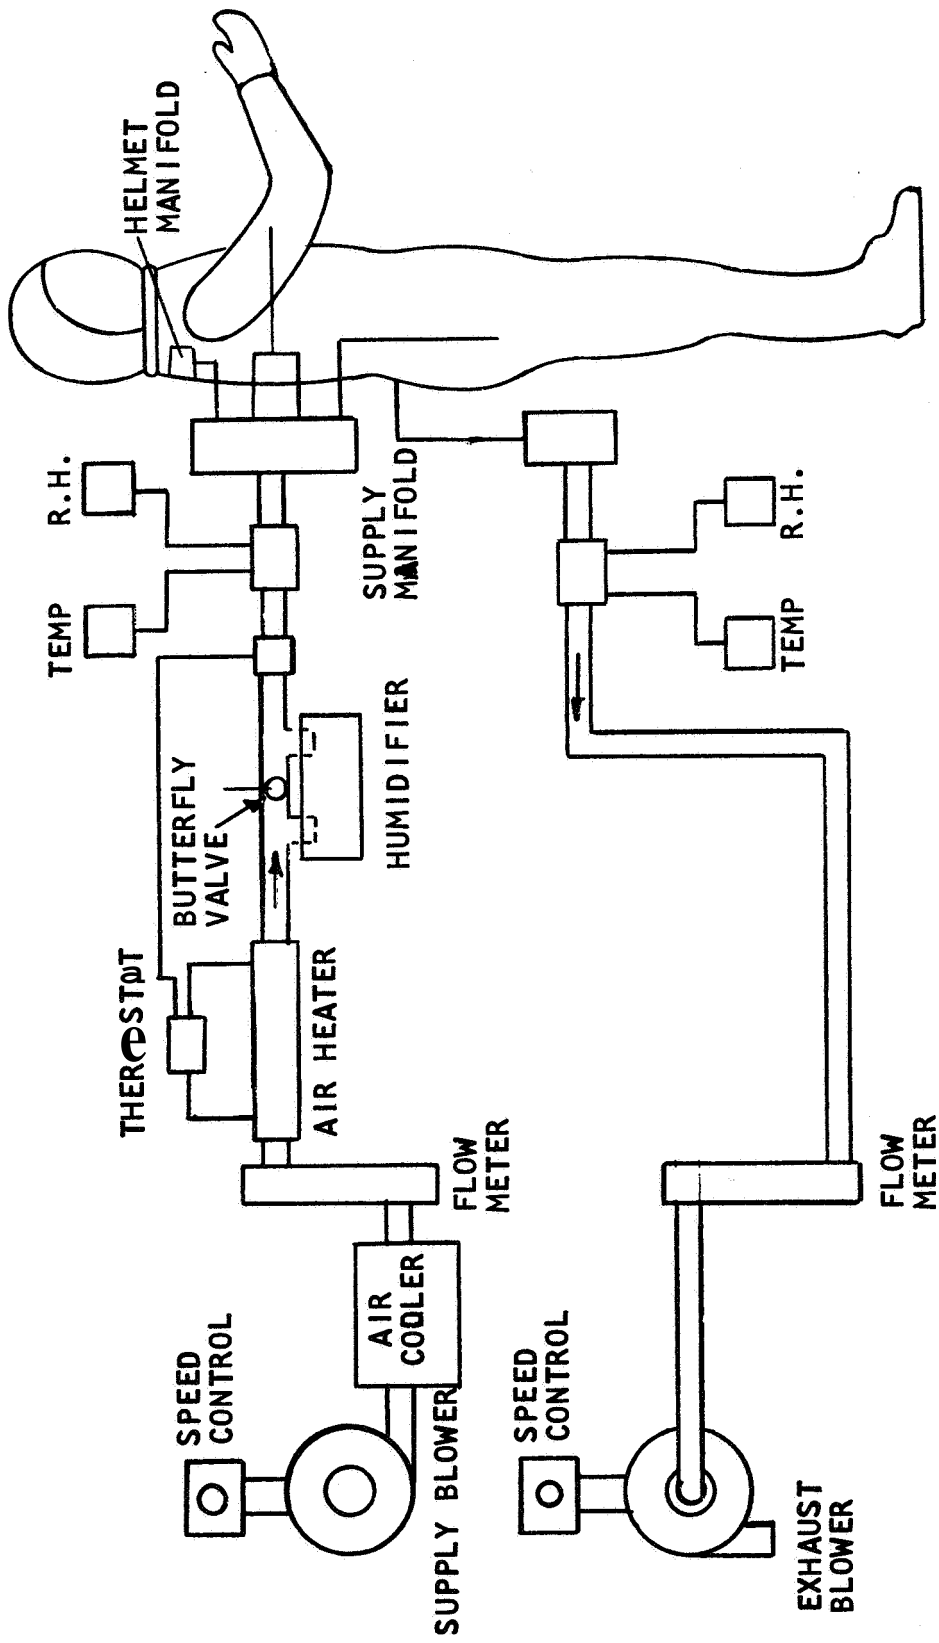 HELMET
MANIFOLD
R.H.
TEMP
SUPPLY
MANIFOLD
BUTTERFLY
VALVE
HUMIDIFIER
R.H.
TEMP
THERMOSTAT
AIR HEATER
FLOW
METER
FLOW
METER
SPEED
CONTROL
AIR
COOLER
SUPPLY BLOWER
SPEED
CONTROL
EXHAUST
BLOWER